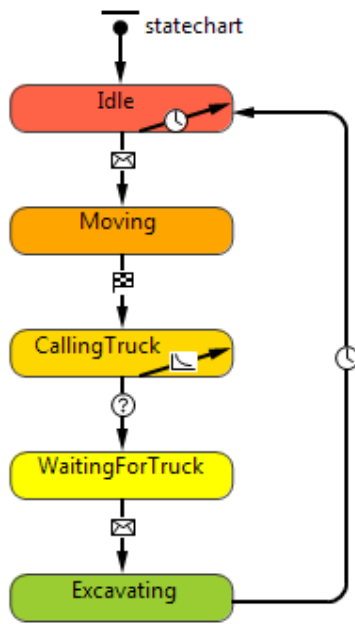 statechart
Idle
Moving
CallingTruck
?
WaitingForTruck
Excavating